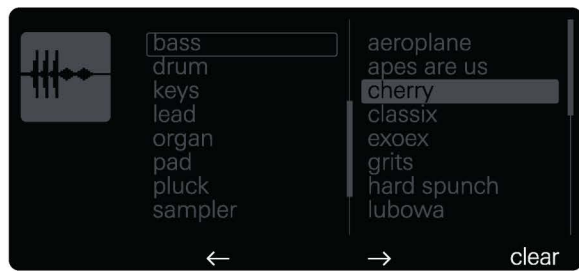 bass
drum
keys
lead
organ
pad
pluck
sampler
aeroplane
apes are us
cherry
classix
exoex
grits
hard spunch
lubowa
← → clear